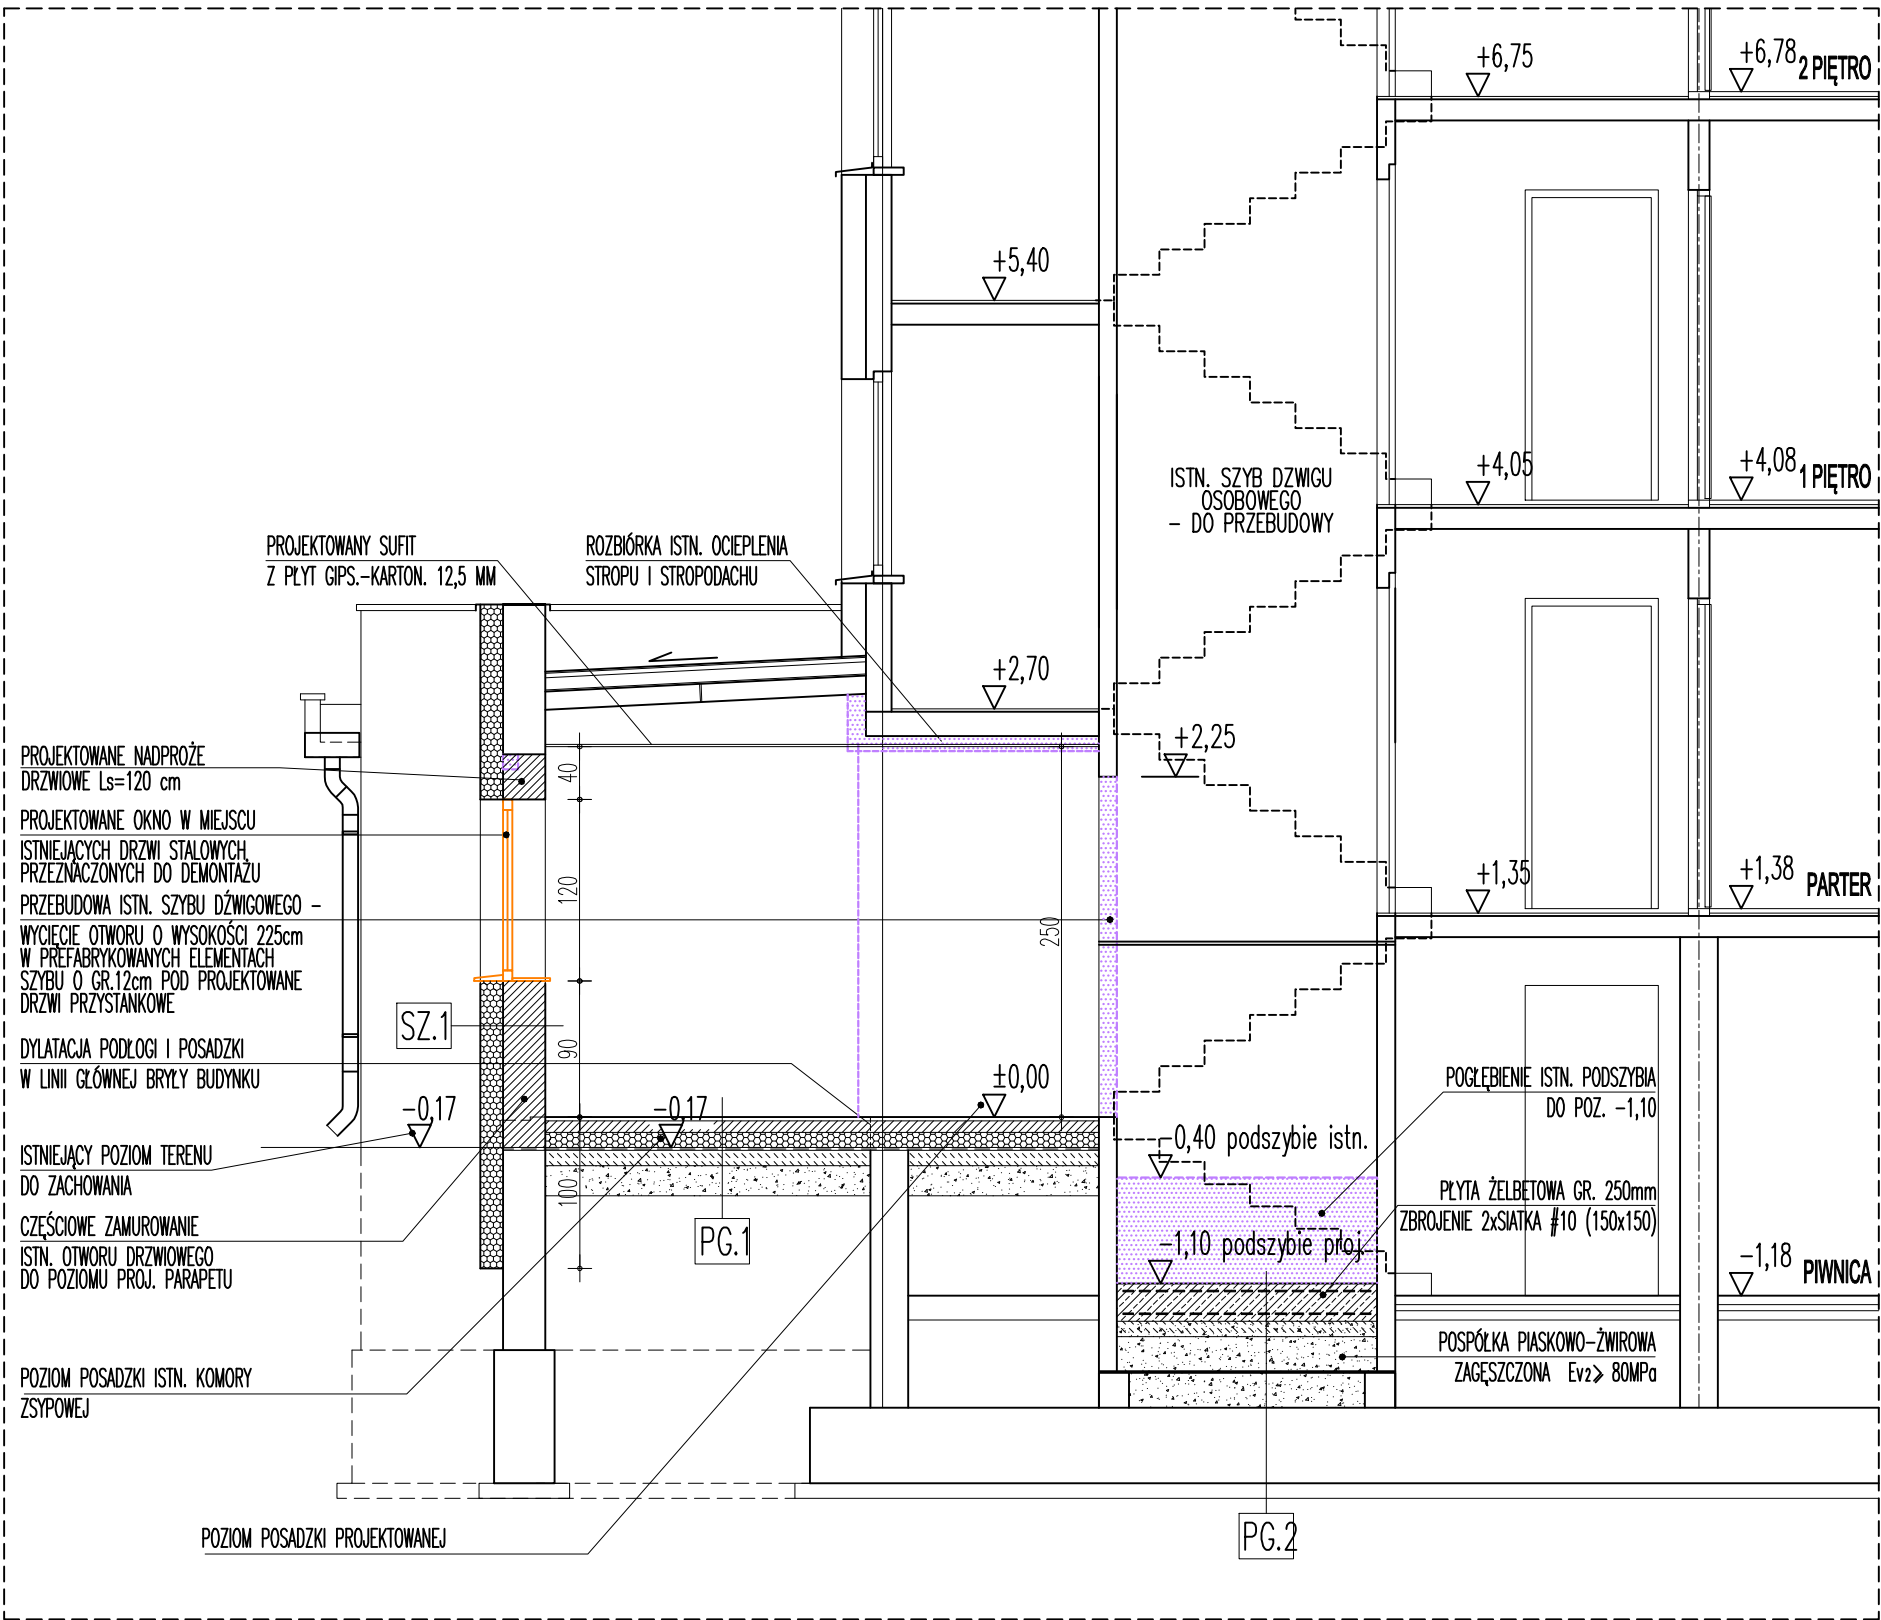 +6,75
+6,78
2 PIĘTRO
+5,40
+4,05
+4,08
1 PIĘTRO
ISTN. SZYB DZWIGU
OSOBOWEGO
- DO PRZEBUDOWY
PROJEKTOWANY SUFIT
Z PŁYT GIPS.-KARTON. 12,5 MM
ROZBIÓRKA ISTN. OCIEPLENIA
STROPU I STROPODACHU
+2,70
+2,25
PROJEKTOWANE NADPROŻE
DRZWIOWE Ls=120 cm
40
PROJEKTOWANE OKNO W MIEJSCU
ISTNIEJĄCYCH DRZWI STALOWYCH,
PRZEZNACZONYCH DO DEMONTAŻU
120
+1,35
+1,38
PARTER
PRZEBUDOWA ISTN. SZYBU DŹWIGOWEGO -
WYCIĘCIE OTWORU O WYSOKOŚCI 225cm
W PREFABRYKOWANYCH ELEMENTACH
SZYBU O GR.12cm POD PROJEKTOWANE
DRZWI PRZYSTANKOWE
250
SZ.1
90
DYLATACJA PODŁOGI I POSADZKI
W LINII GŁÓWNEJ BRYŁY BUDYNKU
±0,00
POGŁĘBIENIE ISTN. PODSZYBIA
DO POZ. -1,10
-0,17
-0,17
-0,40 podszybie istn.
ISTNIEJĄCY POZIOM TERENU
DO ZACHOWANIA
100
PŁYTA ŻELBETOWA GR. 250mm
ZBROJENIE 2xSIATKA #10 (150x150)
CZĘŚCIOWE ZAMUROWANIE
ISTN. OTWORU DRZWIOWEGO
DO POZIOMU PROJ. PARAPETU
PG.1
-1,10 podszybie proj.
-1,18
PIWNICA
POSPÓŁKA PIASKOWO-ŻWIROWA
ZAGĘSZCZONA Ev2⩾ 80MPa
POZIOM POSADZKI ISTN. KOMORY
ZSYPOWEJ
POZIOM POSADZKI PROJEKTOWANEJ
PG.2